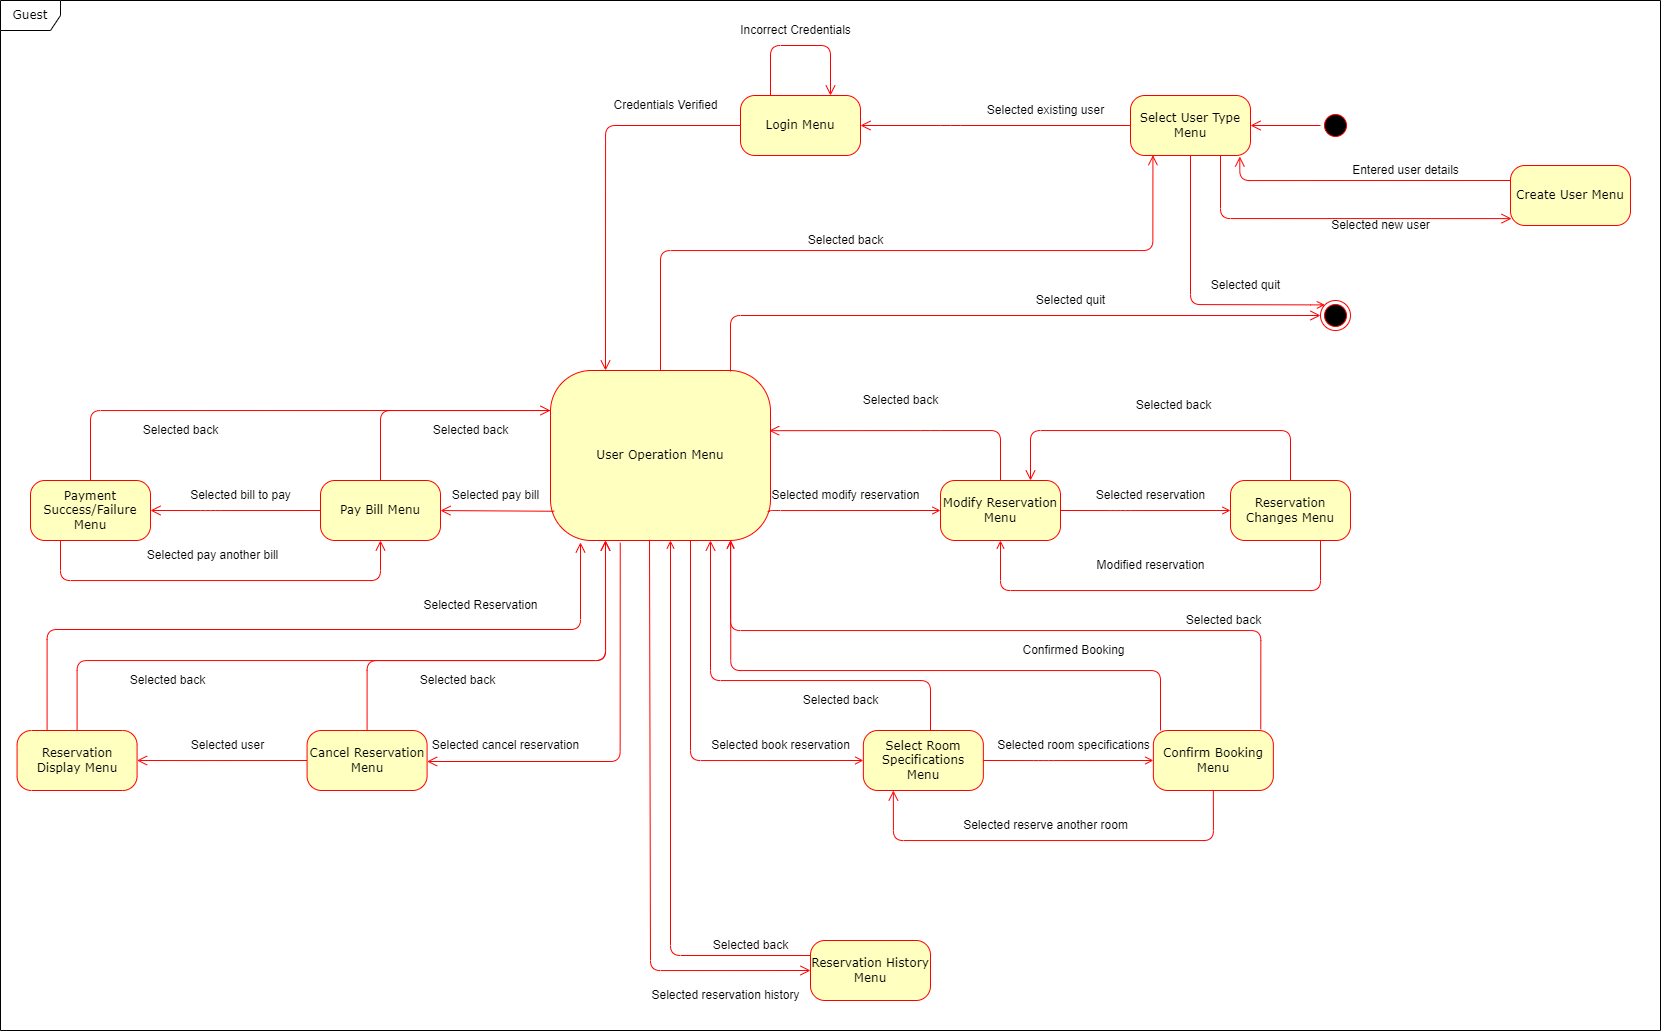 Guest
Incorrect Credentials
Credentials Verified
Login Menu
Selected existing user
Select User Type
Menu
Entered user details
Create User Menu
Selected new user
Selected back
Selected quit
Selected quit
User Operation Menu
Selected back
Selected back
Selected back
Selected back
Payment
Success/Failure
Menu
Selected bill to pay
Pay Bill Menu
Selected pay bill
Selected modify reservation
Modify Reservation
Menu
Selected reservation
Reservation
Changes Menu
Selected pay another bill
Modified reservation
Selected Reservation
Selected back
Confirmed Booking
Selected back
Selected back
Selected back
Reservation
Display Menu
Selected user
Cancel Reservation
Menu
Selected cancel reservation
Selected book reservation
Select Room
Specifications
Menu
Selected room specifications
Confirm Booking
Menu
Selected reserve another room
Selected back
Reservation History
Menu
Selected reservation history